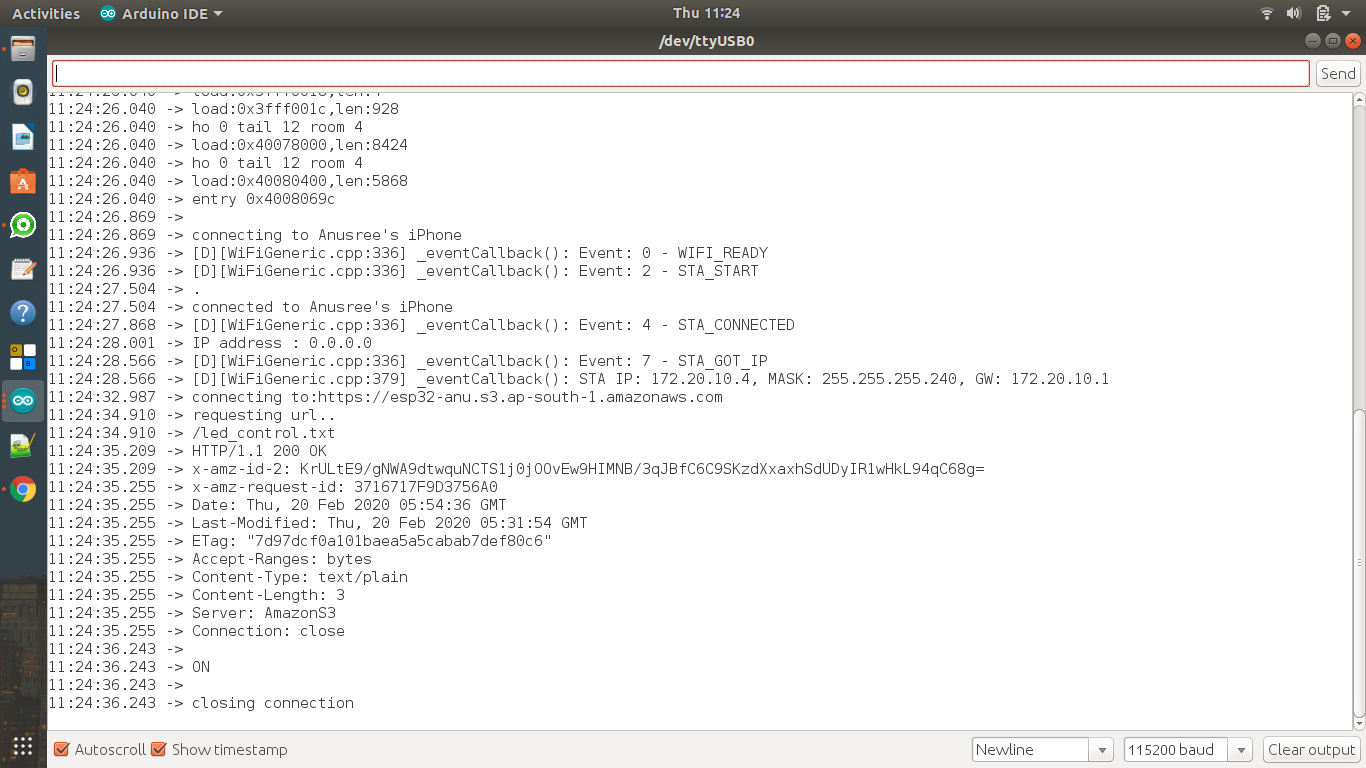 Activities Arduino IDE Thu 11:24
/dev/ttyUSB0
Send
11:24:26.040 -> load:0x3fff001c,len:928
11:24:26.040 -> ho 0 tail 12 room 4
11:24:26.040 -> load:0x40078000,len:8424
11:24:26.040 -> ho 0 tail 12 room 4
11:24:26.040 -> load:0x40080400,len:5868
11:24:26.040 -> entry 0x4008069c
11:24:26.869 ->
11:24:26.869 -> connecting to Anusree's iPhone
11:24:26.936 -> [D][WiFiGeneric.cpp:336] _eventCallback(): Event: 0 - WIFI_READY
11:24:26.936 -> [D][WiFiGeneric.cpp:336] _eventCallback(): Event: 2 - STA_START
11:24:27.504 -> .
11:24:27.504 -> connected to Anusree's iPhone
11:24:27.868 -> [D][WiFiGeneric.cpp:336] _eventCallback(): Event: 4 - STA_CONNECTED
11:24:28.001 -> IP address : 0.0.0.0
11:24:28.566 -> [D][WiFiGeneric.cpp:336] _eventCallback(): Event: 7 - STA_GOT_IP
11:24:28.566 -> [D][WiFiGeneric.cpp:379] _eventCallback(): STA IP: 172.20.10.4, MASK: 255.255.255.240, GW: 172.20.10.1
11:24:32.987 -> connecting to:https://esp32-anu.s3.ap-south-1.amazonaws.com
11:24:34.910 -> requesting url..
11:24:34.910 -> /led_control.txt
11:24:35.209 -> HTTP/1.1 200 OK
11:24:35.209 -> x-amz-id-2: KrULtE9/gNWA9dtwquNCTS1j0jOOvEw9HIMNB/3qJBfC6C9SKzdXxaxhSdUDyIR1wHkL94qC68g=
11:24:35.255 -> x-amz-request-id: 3716717F9D3756A0
11:24:35.255 -> Date: Thu, 20 Feb 2020 05:54:36 GMT
11:24:35.255 -> Last-Modified: Thu, 20 Feb 2020 05:31:54 GMT
11:24:35.255 -> ETag: "7d97dcf0a101baea5a5cabab7def80c6"
11:24:35.255 -> Accept-Ranges: bytes
11:24:35.255 -> Content-Type: text/plain
11:24:35.255 -> Content-Length: 3
11:24:35.255 -> Server: AmazonS3
11:24:35.255 -> Connection: close
11:24:36.243 ->
11:24:36.243 -> ON
11:24:36.243 ->
11:24:36.243 -> closing connection
Autoscroll Show timestamp Newline 115200 baud Clear output